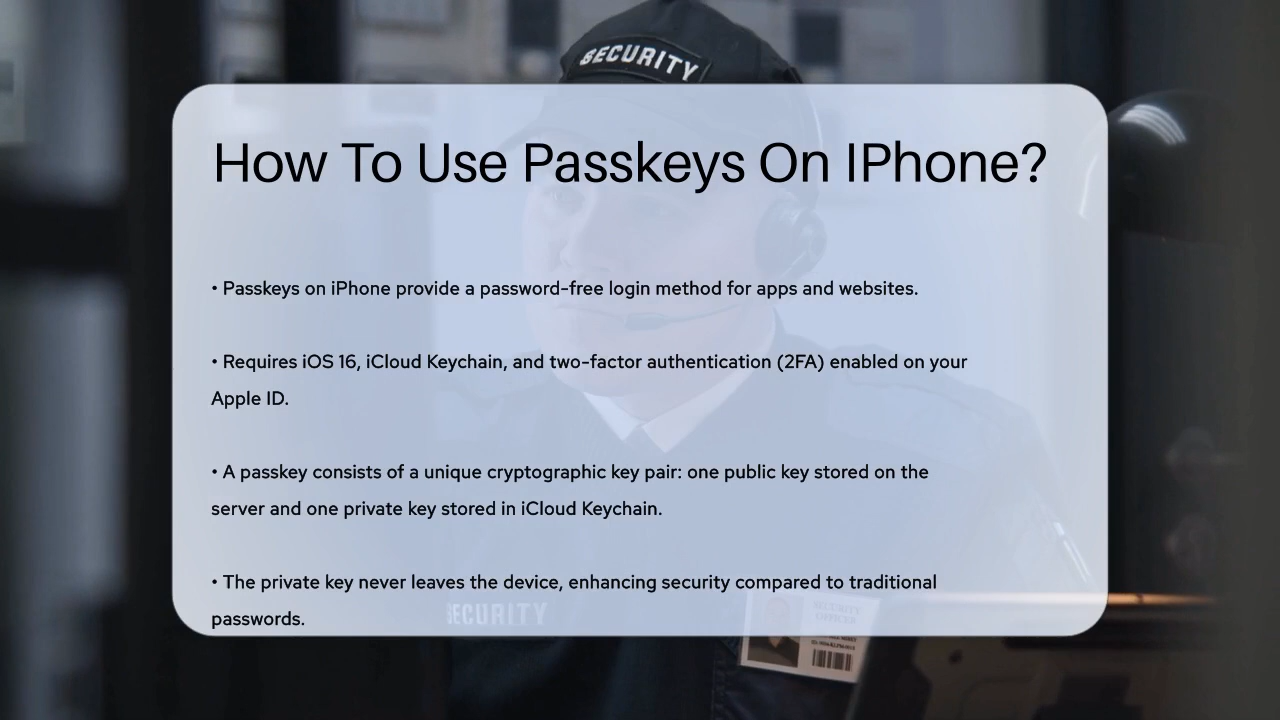 SECURITY
How To Use Passkeys On IPhone?
• Passkeys on iPhone provide a password-free login method for apps and websites.
• Requires iOS 16, iCloud Keychain, and two-factor authentication (2FA) enabled on your
Apple ID.
• A passkey consists of a unique cryptographic key pair: one public key stored on the
server and one private key stored in iCloud Keychain.
• The private key never leaves the device, enhancing security compared to traditional
passwords.
SECURITY
SECURITY
OFFICER